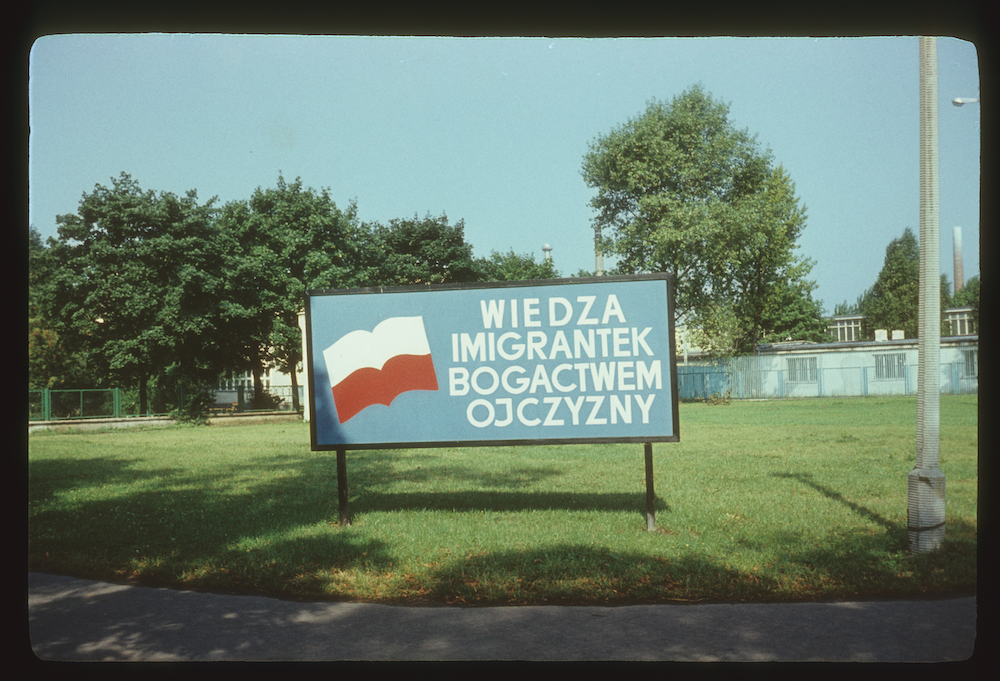 WIEDZA
IMIGRANTEK
BOGACTWEM
OJCZYZNY